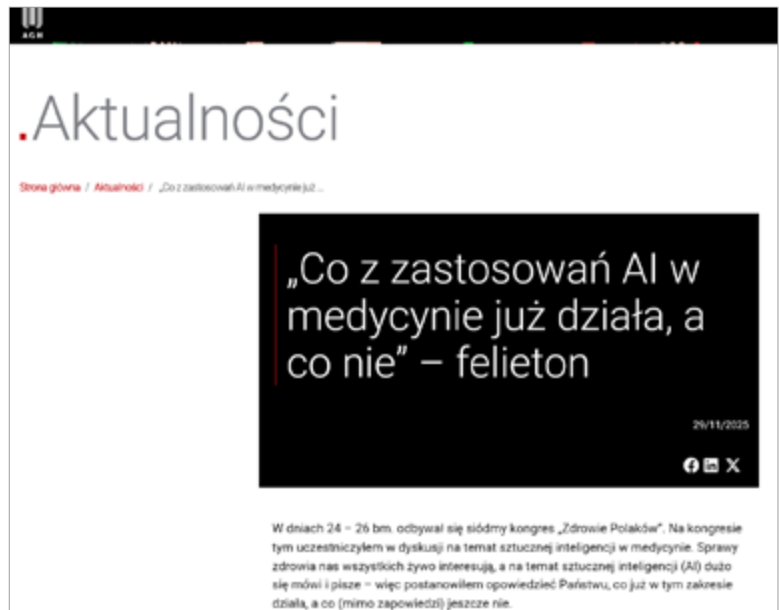 AGH
.Aktualności
Strona główna / Aktualności / „Co z zastosowań AI w medycynie już ...
„Co z zastosowań AI w
medycynie już działa, a
co nie” – felieton
29/11/2025
W dniach 24 – 26 bm. odbywał się siódmy kongres „Zdrowie Polaków”. Na kongresie
tym uczestniczyłem w dyskusji na temat sztucznej inteligencji w medycynie. Sprawy
zdrowia nas wszystkich żywo interesują, a na temat sztucznej inteligencji (AI) dużo
się mówi i pisze – więc postanowiłem opowiedzieć Państwu, co już w tym zakresie
działa, a co (mimo zapowiedzi) jeszcze nie.